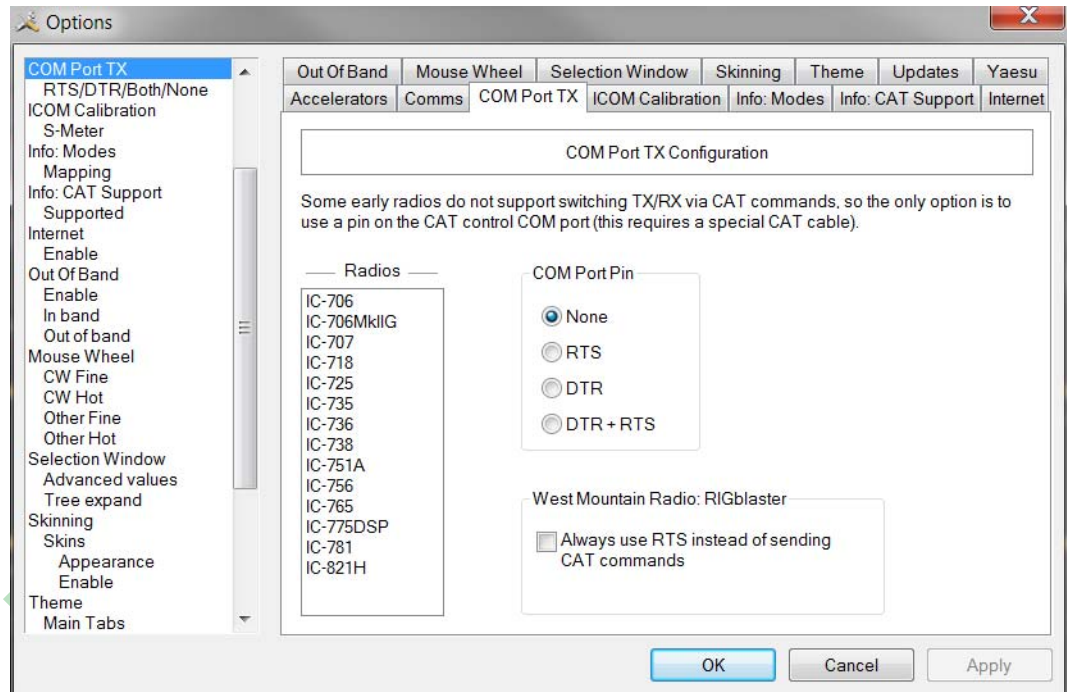 Options
X
COM Port TX
RTS/DTR/Both/None
ICOM Calibration
S-Meter
Info: Modes
Mapping
Info: CAT Support
Supported
Internet
Enable
Out Of Band
Enable
In band
Out of band
Mouse Wheel
CW Fine
CW Hot
Other Fine
Other Hot
Selection Window
Advanced values
Tree expand
Skinning
Skins
Appearance
Enable
Theme
Main Tabs
Out Of Band Mouse Wheel Selection Window Skinning Theme Updates Yaesu
Accelerators Comms COM Port TX ICOM Calibration Info: Modes Info: CAT Support Internet
COM Port TX Configuration
Some early radios do not support switching TX/RX via CAT commands, so the only option is to
use a pin on the CAT control COM port (this requires a special CAT cable).
Radios
IC-706
IC-706MkIIG
IC-707
IC-718
IC-725
IC-735
IC-736
IC-738
IC-751A
IC-756
IC-765
IC-775DSP
IC-781
IC-821H
COM Port Pin
None
RTS
DTR
DTR + RTS
West Mountain Radio: RIGblaster
Always use RTS instead of sending
CAT commands
OK Cancel Apply